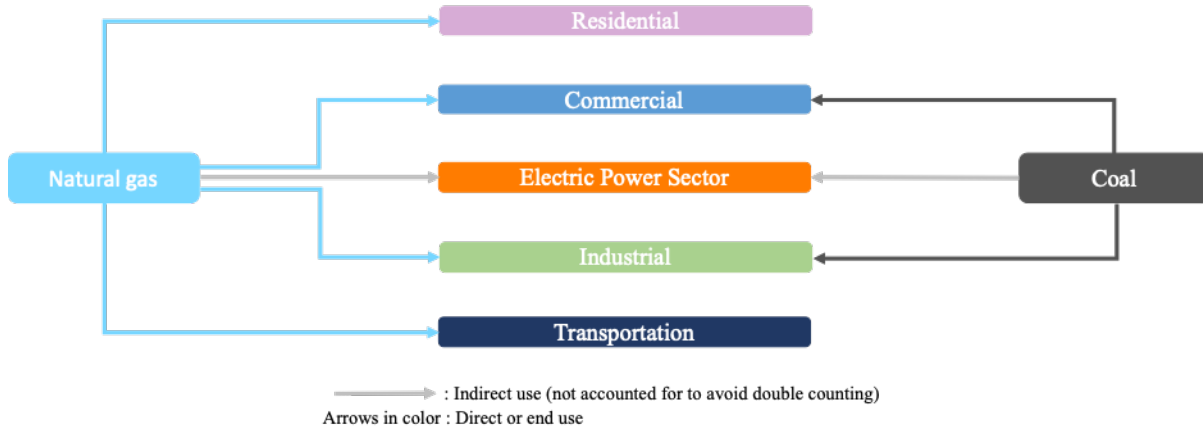 Residential
Commercial
Natural gas
Electric Power Sector
Coal
Industrial
Transportation
: Indirect use (not accounted for to avoid double counting)
Arrows in color : Direct or end use